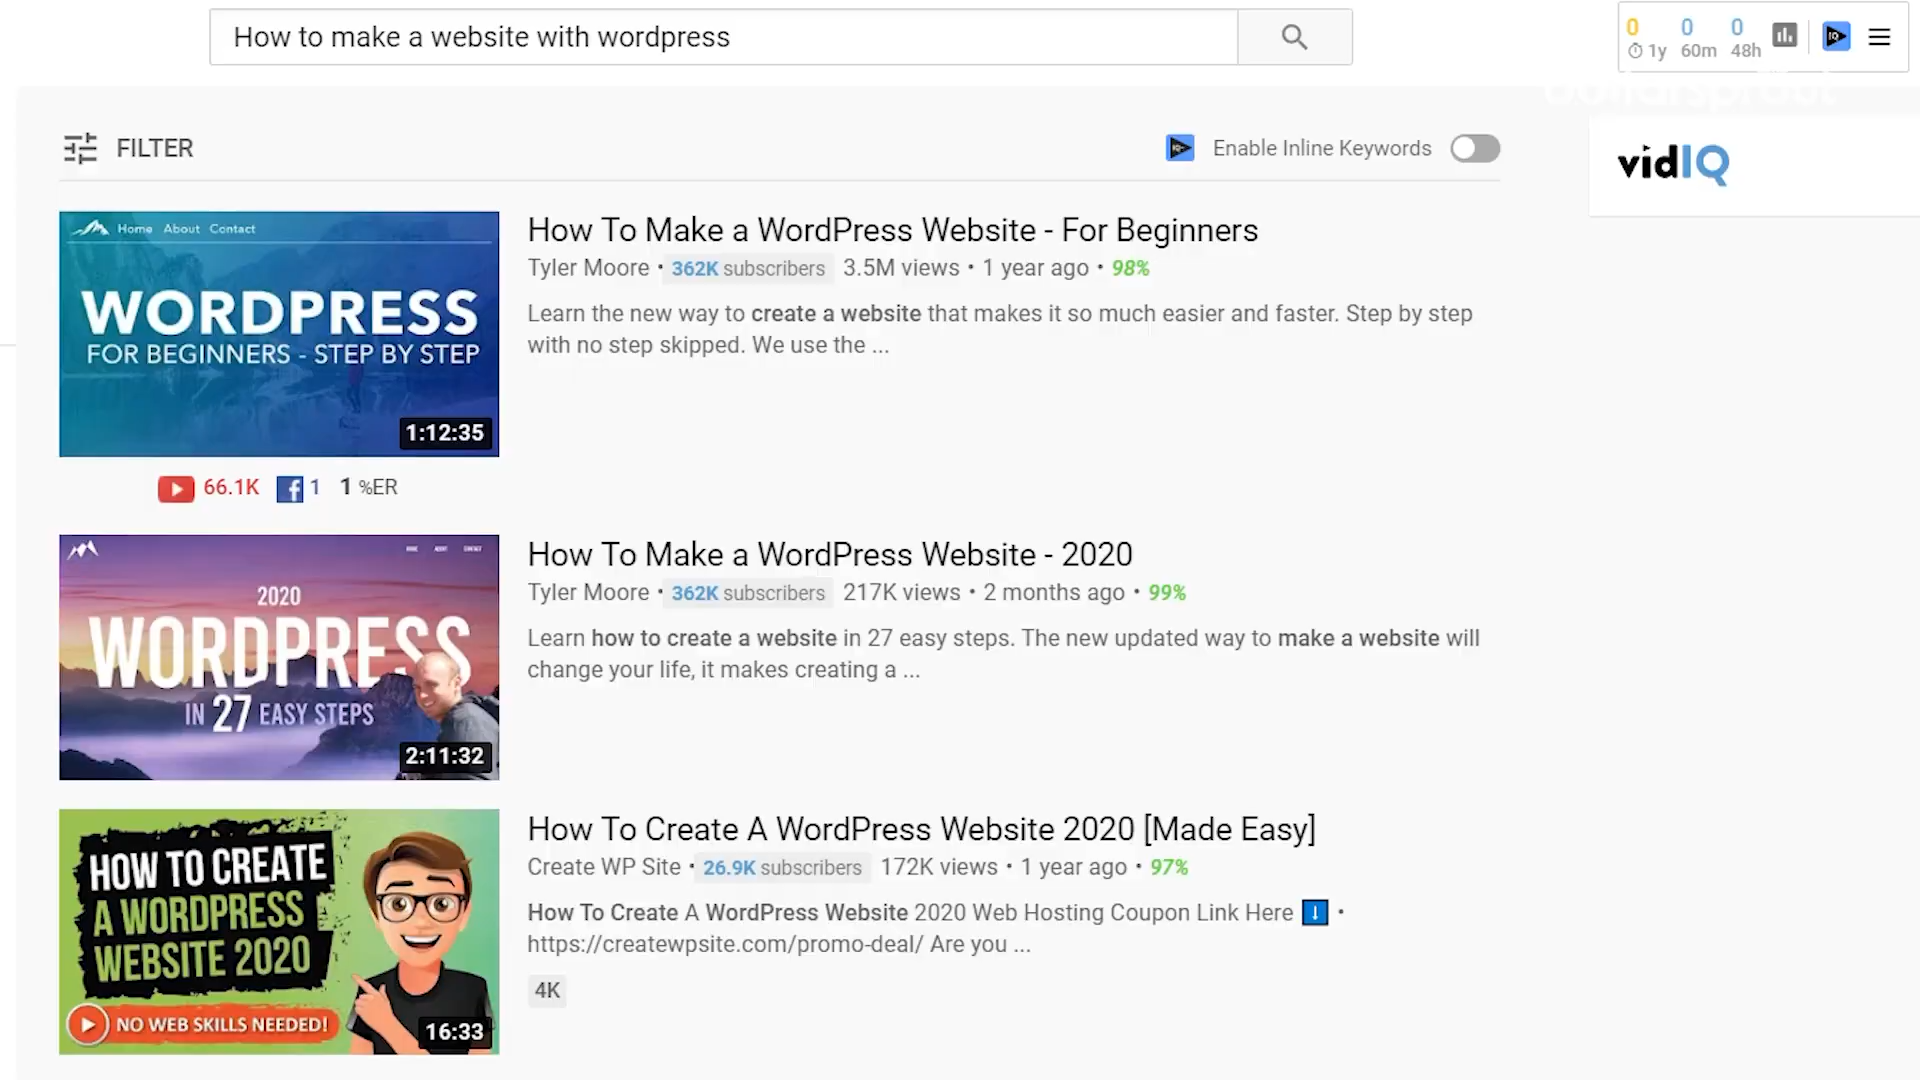 How to make a website with wordpress
0 0 0
1y 60m 48h
FILTER
Enable Inline Keywords
vidIQ
Home About Contact
WORDPRESS
FOR BEGINNERS - STEP BY STEP
1:12:35
66.1K 1 1 %ER
How To Make a WordPress Website - For Beginners
Tyler Moore • 362K subscribers 3.5M views • 1 year ago • 98%
Learn the new way to create a website that makes it so much easier and faster. Step by step
with no step skipped. We use the ...
HOME ABOUT CONTACT
2020
WORDPRESS
IN 27 EASY STEPS
2:11:32
How To Make a WordPress Website - 2020
Tyler Moore • 362K subscribers 217K views • 2 months ago • 99%
Learn how to create a website in 27 easy steps. The new updated way to make a website will
change your life, it makes creating a ...
HOW TO CREATE
A WORDPRESS
WEBSITE 2020
NO WEB SKILLS NEEDED!
16:33
How To Create A WordPress Website 2020 [Made Easy]
Create WP Site • 26.9K subscribers 172K views • 1 year ago • 97%
How To Create A WordPress Website 2020 Web Hosting Coupon Link Here ⬇ •
https://createwpsite.com/promo-deal/ Are you ...
4K